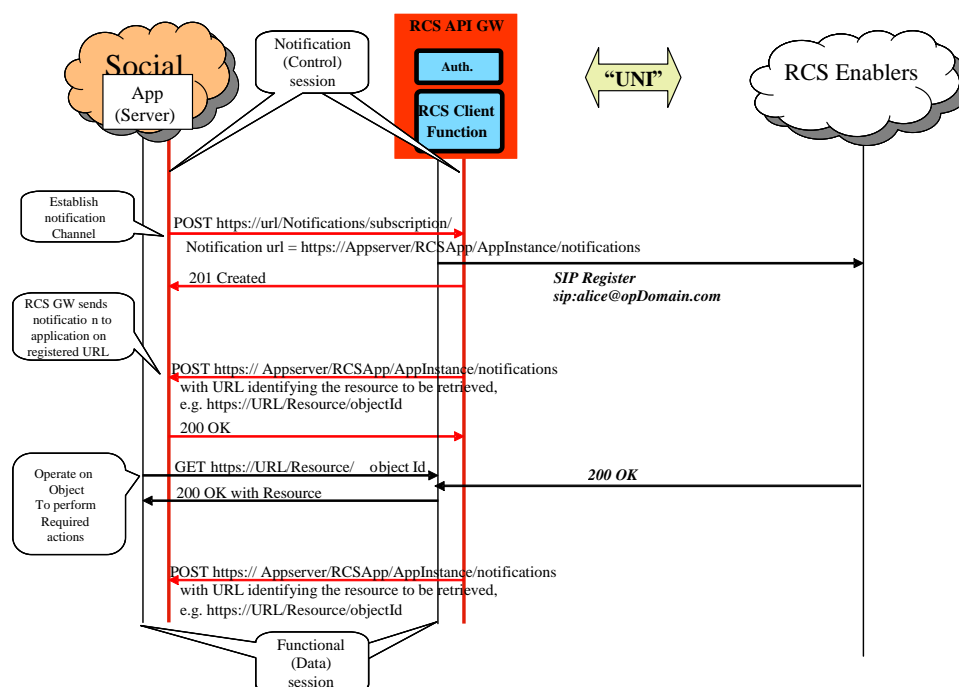 Social
App
(Server)
Notification
(Control)
session
RCS API GW
Auth.
RCS Client
Function
“UNI”
RCS Enablers
Establish
notification
Channel
POST https://url/Notifications/subscription/
Notification url = https://Appserver/RCSApp/AppInstance/notifications
SIP Register
sip:alice@opDomain.com
201 Created
RCS GW sends
notificatio n to
application on
registered URL
POST https:// Appserver/RCSApp/AppInstance/notifications
with URL identifying the resource to be retrieved,
e.g. https://URL/Resource/objectId
200 OK
Operate on
Object
To perform
Required
actions
GET https://URL/Resource/ object Id
200 OK
200 OK with Resource
POST https:// Appserver/RCSApp/AppInstance/notifications
with URL identifying the resource to be retrieved,
e.g. https://URL/Resource/objectId
Functional
(Data)
session